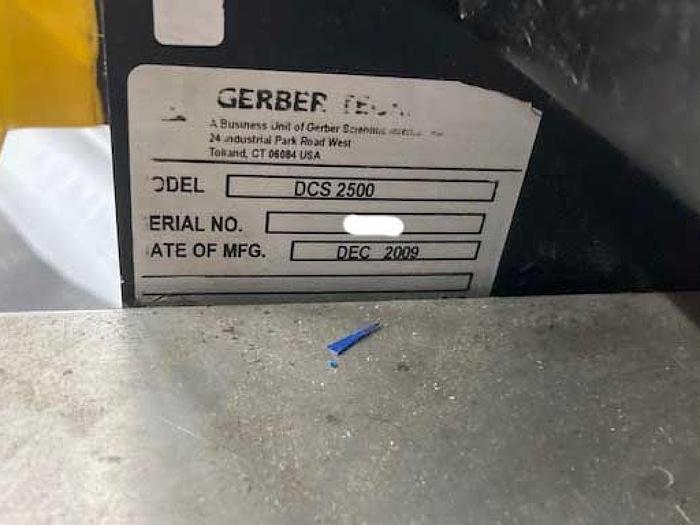 GERBER
A Business Unit of Gerber Scientific
24 Industrial Park Road West
Tolland, CT 06084 USA
ODEL DCS 2500
ERIAL NO.
ATE OF MFG. DEC 2009